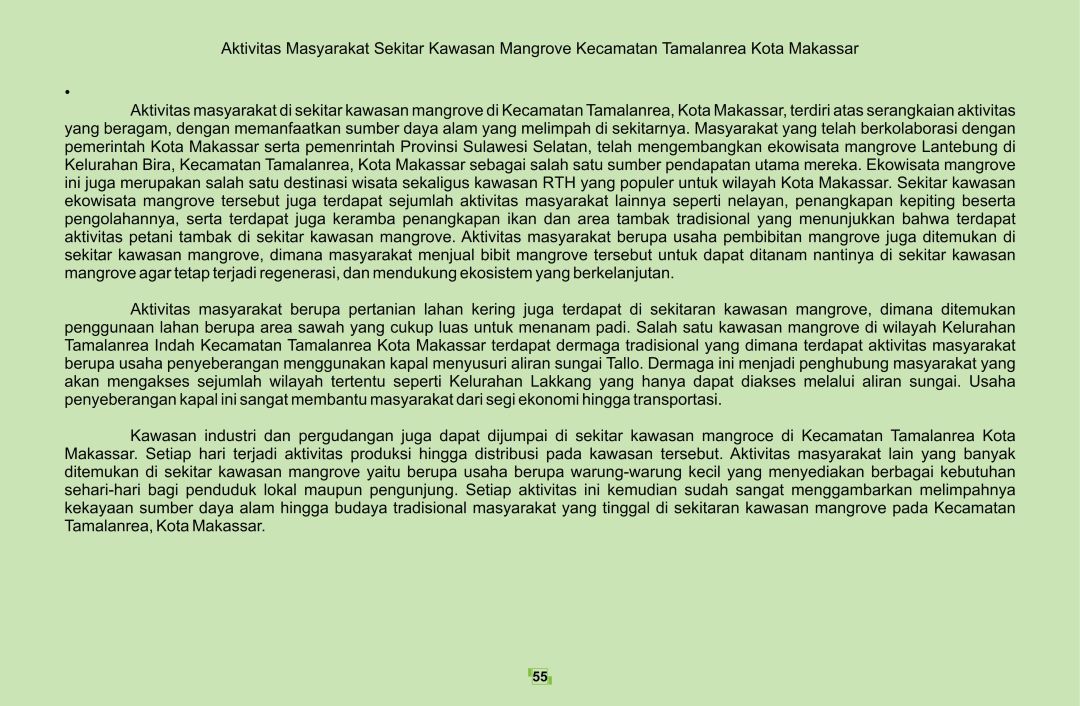 Aktivitas Masyarakat Sekitar Kawasan Mangrove Kecamatan Tamalanrea Kota Makassar
•
Aktivitas masyarakat di sekitar kawasan mangrove di Kecamatan Tamalanrea, Kota Makassar, terdiri atas serangkaian aktivitas
yang beragam, dengan memanfaatkan sumber daya alam yang melimpah di sekitarnya. Masyarakat yang telah berkolaborasi dengan
pemerintah Kota Makassar serta pemenrintah Provinsi Sulawesi Selatan, telah mengembangkan ekowisata mangrove Lantebung di
Kelurahan Bira, Kecamatan Tamalanrea, Kota Makassar sebagai salah satu sumber pendapatan utama mereka. Ekowisata mangrove
ini juga merupakan salah satu destinasi wisata sekaligus kawasan RTH yang populer untuk wilayah Kota Makassar. Sekitar kawasan
ekowisata mangrove tersebut juga terdapat sejumlah aktivitas masyarakat lainnya seperti nelayan, penangkapan kepiting beserta
pengolahannya, serta terdapat juga keramba penangkapan ikan dan area tambak tradisional yang menunjukkan bahwa terdapat
aktivitas petani tambak di sekitar kawasan mangrove. Aktivitas masyarakat berupa usaha pembibitan mangrove juga ditemukan di
sekitar kawasan mangrove, dimana masyarakat menjual bibit mangrove tersebut untuk dapat ditanam nantinya di sekitar kawasan
mangrove agar tetap terjadi regenerasi, dan mendukung ekosistem yang berkelanjutan.
Aktivitas masyarakat berupa pertanian lahan kering juga terdapat di sekitaran kawasan mangrove, dimana ditemukan
penggunaan lahan berupa area sawah yang cukup luas untuk menanam padi. Salah satu kawasan mangrove di wilayah Kelurahan
Tamalanrea Indah Kecamatan Tamalanrea Kota Makassar terdapat dermaga tradisional yang dimana terdapat aktivitas masyarakat
berupa usaha penyeberangan menggunakan kapal menyusuri aliran sungai Tallo. Dermaga ini menjadi penghubung masyarakat yang
akan mengakses sejumlah wilayah tertentu seperti Kelurahan Lakkang yang hanya dapat diakses melalui aliran sungai. Usaha
penyeberangan kapal ini sangat membantu masyarakat dari segi ekonomi hingga transportasi.
Kawasan industri dan pergudangan juga dapat dijumpai di sekitar kawasan mangroce di Kecamatan Tamalanrea Kota
Makassar. Setiap hari terjadi aktivitas produksi hingga distribusi pada kawasan tersebut. Aktivitas masyarakat lain yang banyak
ditemukan di sekitar kawasan mangrove yaitu berupa usaha berupa warung-warung kecil yang menyediakan berbagai kebutuhan
sehari-hari bagi penduduk lokal maupun pengunjung. Setiap aktivitas ini kemudian sudah sangat menggambarkan melimpahnya
kekayaan sumber daya alam hingga budaya tradisional masyarakat yang tinggal di sekitaran kawasan mangrove pada Kecamatan
Tamalanrea, Kota Makassar.
55